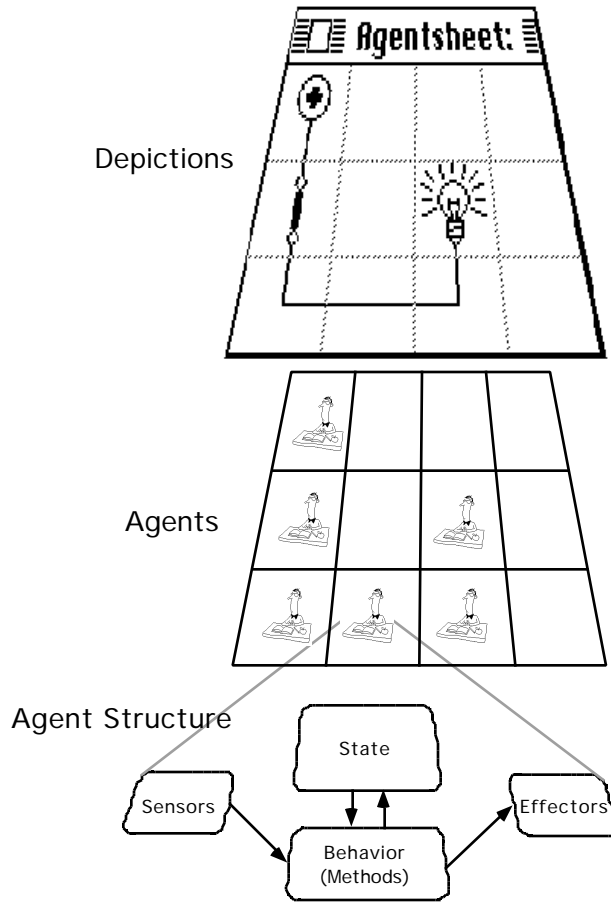 Agentsheet:
Depictions
Agents
Agent Structure
State
Sensors
Effectors
Behavior
(Methods)